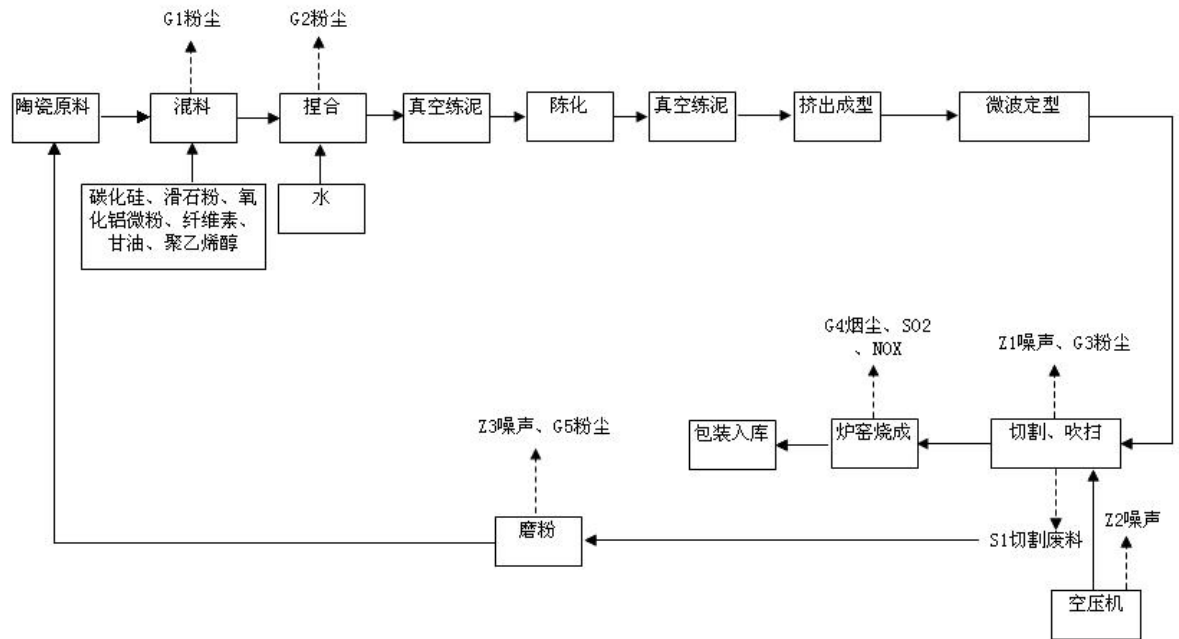 G1粉尘
G2粉尘
陶瓷原料
混料
捏合
真空练泥
陈化
真空练泥
挤出成型
微波定型
碳化硅、滑石粉、氧
化铝微粉、纤维素、
甘油、聚乙烯醇
水
G4烟尘、SO2
、NOX
Z1噪声、G3粉尘
Z3噪声、G5粉尘
包装入库
炉窑烧成
切割、吹扫
磨粉
S1切割废料
Z2噪声
空压机